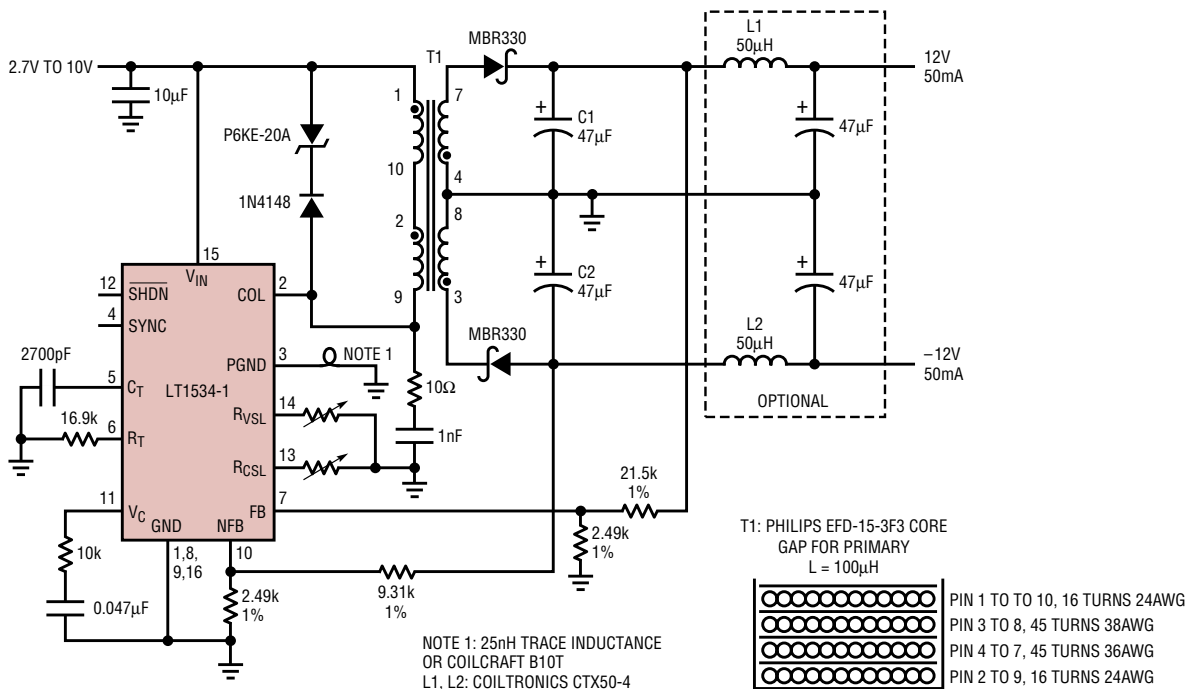 L1
50µH
MBR330
2.7V TO 10V
T1
12V
50mA
10µF
1
7
P6KE-20A
+
C1
47µF
+
47µF
10
4
1N4148
2
8
15
VIN
12
SHDN
COL
2
+
C2
47µF
+
47µF
9
3
4
SYNC
MBR330
L2
50µH
2700pF
3
NOTE 1
PGND
–12V
50mA
5
CT
LT1534-1
10Ω
OPTIONAL
16.9k
6
RT
14
RVSL
1nF
13
RCSL
21.5k
1%
11
VC
7
FB
GND
NFB
2.49k
1%
T1: PHILIPS EFD-15-3F3 CORE
GAP FOR PRIMARY
L = 100µH
10k
1,8,
9,16
10
0.047µF
2.49k
1%
9.31k
1%
PIN 1 TO TO 10, 16 TURNS 24AWG
PIN 3 TO 8, 45 TURNS 38AWG
PIN 4 TO 7, 45 TURNS 36AWG
PIN 2 TO 9, 16 TURNS 24AWG
NOTE 1: 25nH TRACE INDUCTANCE
OR COILCRAFT B10T
L1, L2: COILTRONICS CTX50-4